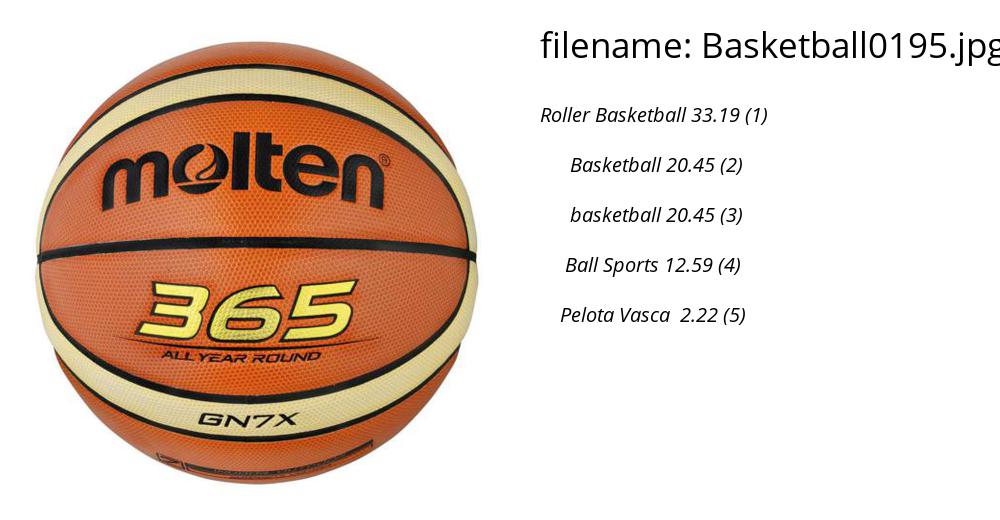 filename: Basketball0195.jpg
molten®
Roller Basketball 33.19 (1)
Basketball 20.45 (2)
basketball 20.45 (3)
Ball Sports 12.59 (4)
Pelota Vasca 2.22 (5)
365
ALL YEAR ROUND
GN7X